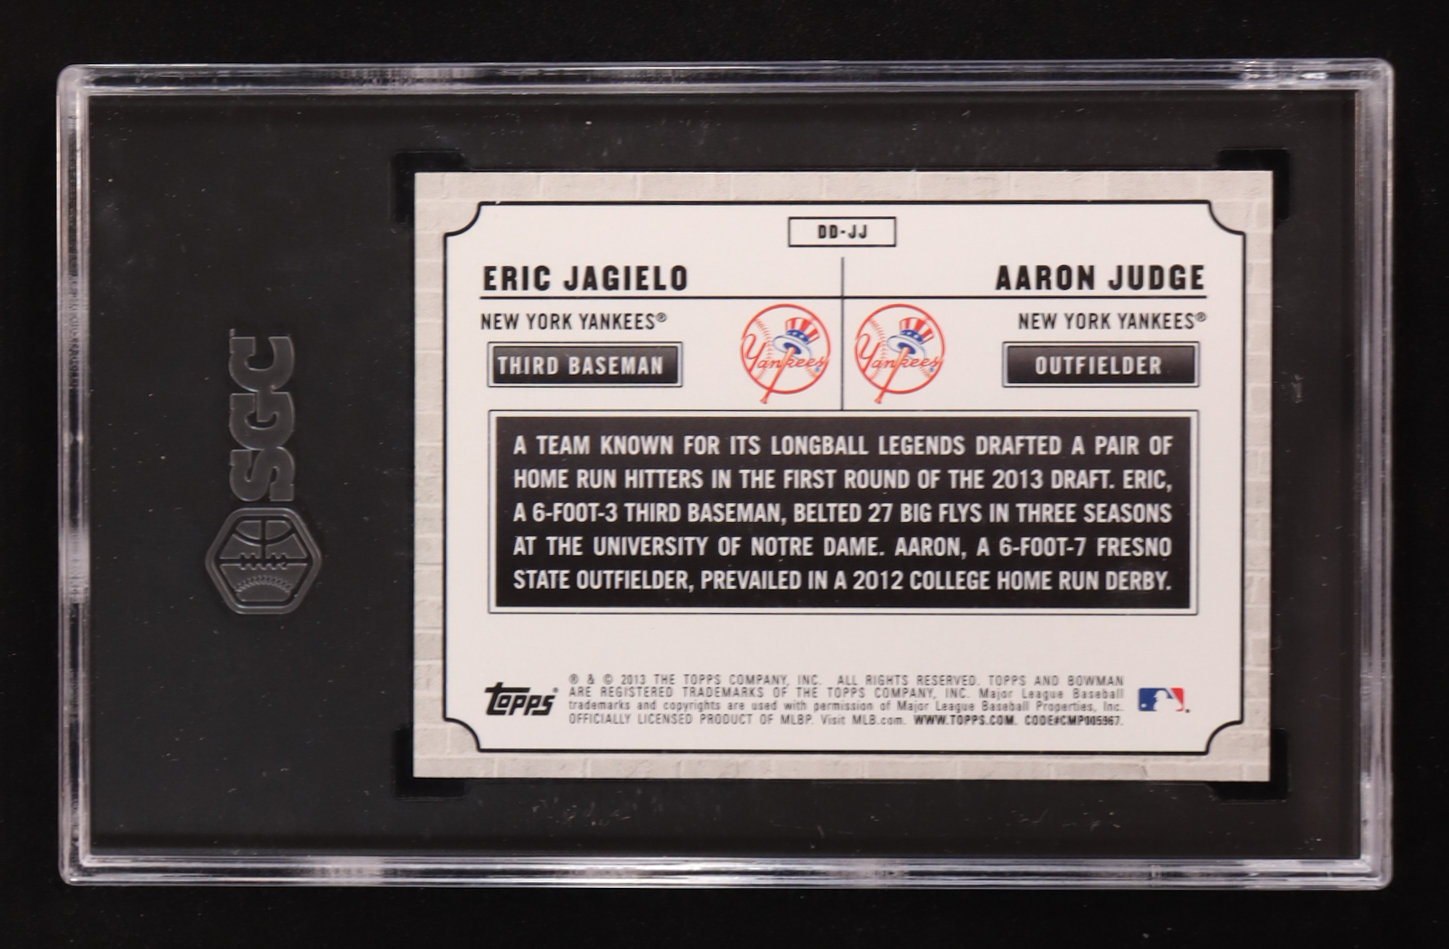 SGC
DD-JJ
ERIC JAGIELO
AARON JUDGE
NEW YORK YANKEES®
NEW YORK YANKEES®
THIRD BASEMAN
Yankees
Yankees
OUTFIELDER
A TEAM KNOWN FOR ITS LONGBALL LEGENDS DRAFTED A PAIR OF
HOME RUN HITTERS IN THE FIRST ROUND OF THE 2013 DRAFT. ERIC,
A 6-FOOT-3 THIRD BASEMAN, BELTED 27 BIG FLYS IN THREE SEASONS
AT THE UNIVERSITY OF NOTRE DAME. AARON, A 6-FOOT-7 FRESNO
STATE OUTFIELDER, PREVAILED IN A 2012 COLLEGE HOME RUN DERBY.
TOPPS®
® & © 2013 THE TOPPS COMPANY, INC. ALL RIGHTS RESERVED. TOPPS AND BOWMAN
ARE REGISTERED TRADEMARKS OF THE TOPPS COMPANY, INC. Major League Baseball
trademarks and copyrights are used with permission of Major League Baseball Properties, Inc.
OFFICIALLY LICENSED PRODUCT OF MLBP. Visit MLB.com. WWW.TOPPS.COM. CODE#CMP005967.